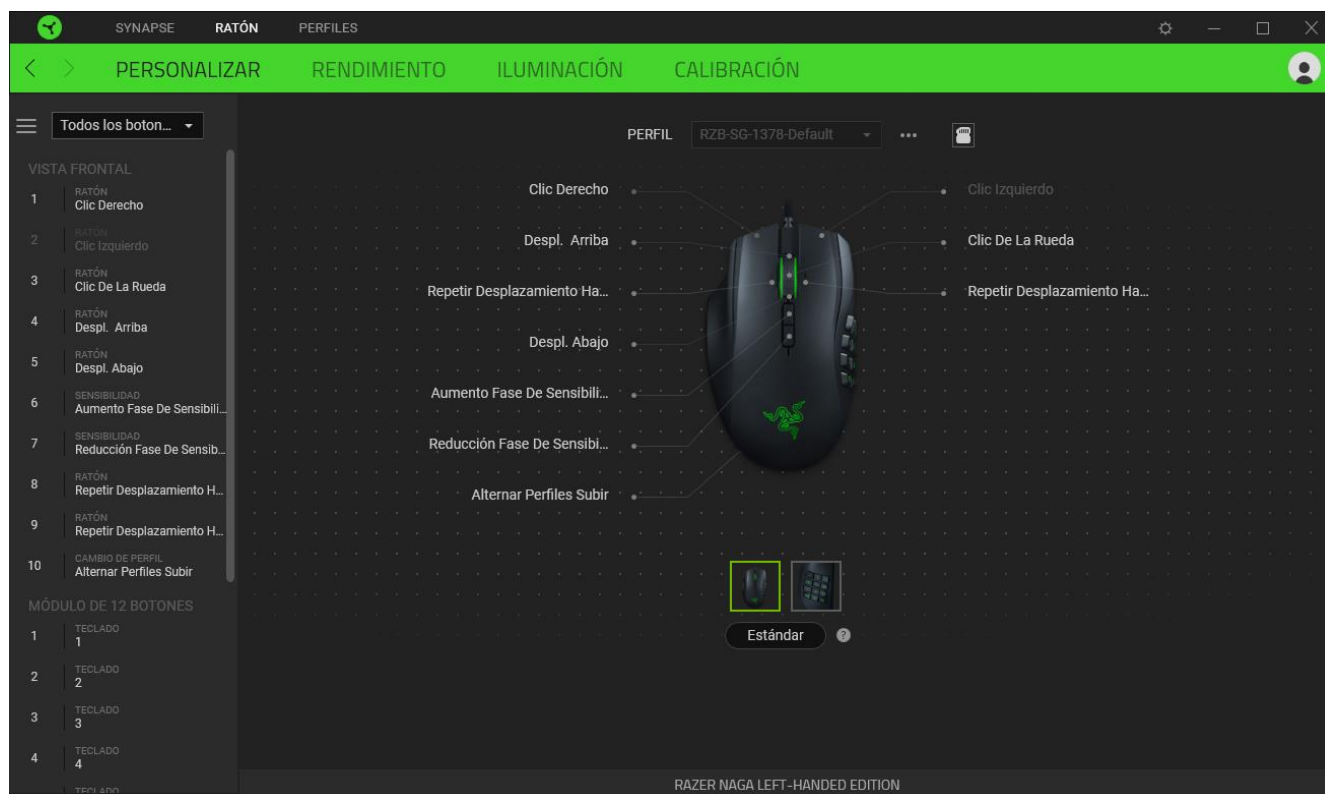 SYNAPSE RATÓN PERFILES
PERSONALIZAR RENDIMIENTO ILUMINACIÓN CALIBRACIÓN
Todos los boton...
PERFIL RZB-SG-1378-Default
VISTA FRONTAL
1 RATÓN
Clic Derecho
2 RATÓN
Clic Izquierdo
3 RATÓN
Clic De La Rueda
4 RATÓN
Despl. Arriba
5 RATÓN
Despl. Abajo
6 SENSIBILIDAD
Aumento Fase De Sensibili...
7 SENSIBILIDAD
Reducción Fase De Sensib...
8 RATÓN
Repetir Desplazamiento H...
9 RATÓN
Repetir Desplazamiento H...
10 CAMBIO DE PERFIL
Alternar Perfiles Subir
MÓDULO DE 12 BOTONES
1 TECLADO
1
2 TECLADO
2
3 TECLADO
3
4 TECLADO
4
TECLADO
Clic Derecho
Despl. Arriba
Repetir Desplazamiento Ha...
Despl. Abajo
Aumento Fase De Sensibili...
Reducción Fase De Sensibi...
Alternar Perfiles Subir
Clic Izquierdo
Clic De La Rueda
Repetir Desplazamiento Ha...
Estándar ?
RAZER NAGA LEFT-HANDED EDITION